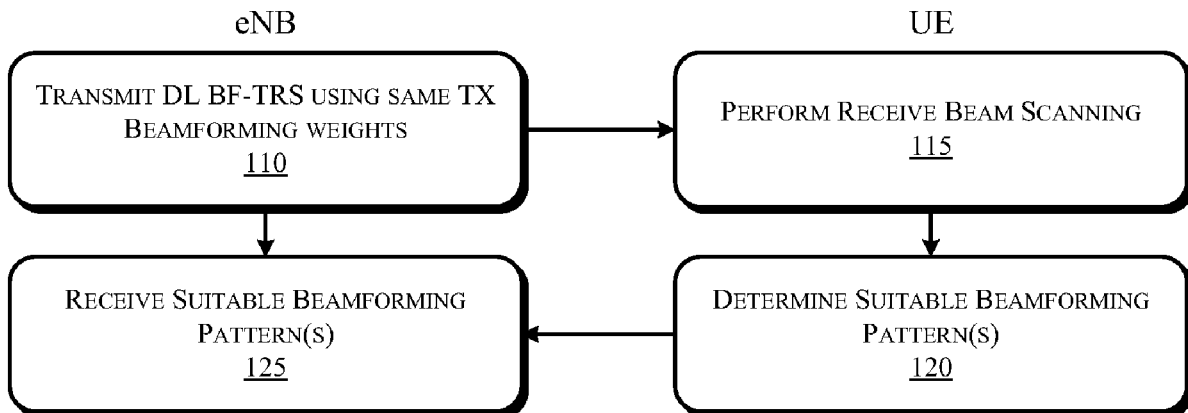 eNB
UE
TRANSMIT DL BF-TRS USING SAME TX
BEAMFORMING WEIGHTS
110
PERFORM RECEIVE BEAM SCANNING
115
RECEIVE SUITABLE BEAMFORMING
PATTERN(S)
125
DETERMINE SUITABLE BEAMFORMING
PATTERN(S)
120